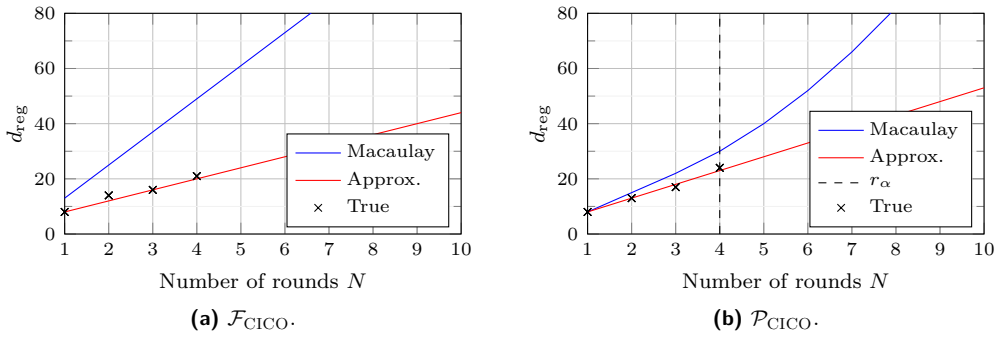 80
60
40
20
0
d_reg
1 2 3 4 5 6 7 8 9 10
Number of rounds N
Macaulay
Approx.
True
(a) 𝓕_CICO.
80
60
40
20
0
d_reg
1 2 3 4 5 6 7 8 9 10
Number of rounds N
Macaulay
Approx.
r_α
True
(b) 𝓟_CICO.